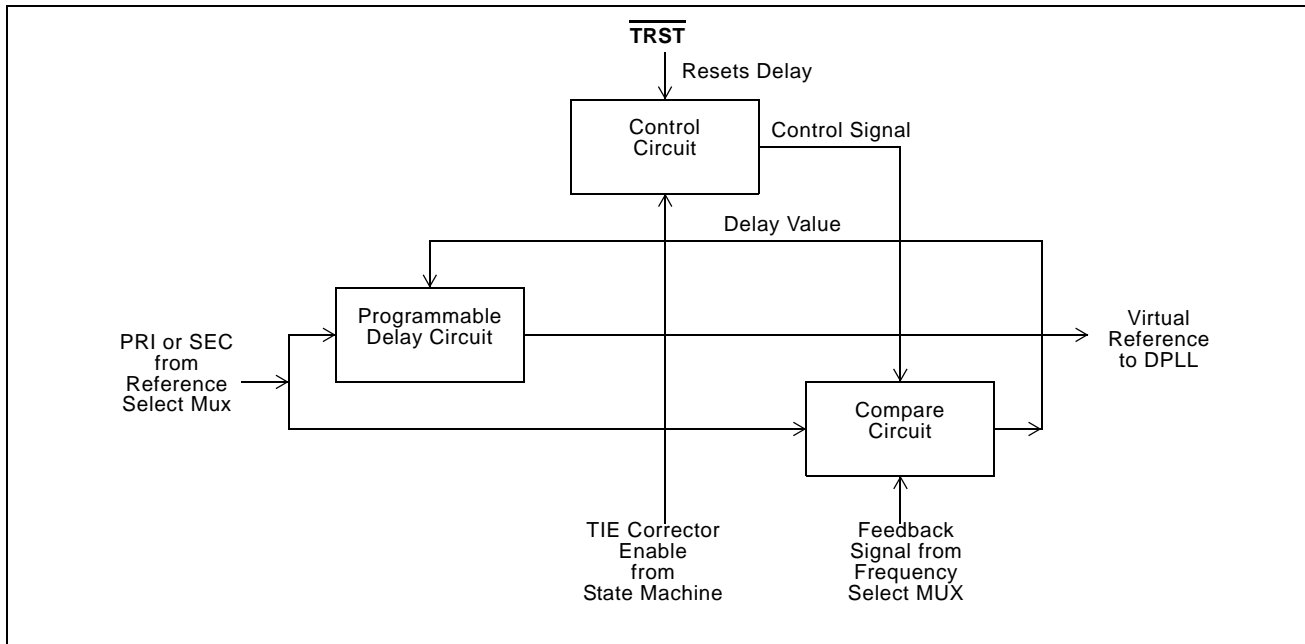 TRST
Resets Delay
Control
Circuit
Control Signal
Delay Value
Programmable
Delay Circuit
PRI or SEC
from
Reference
Select Mux
Virtual
Reference
to DPLL
Compare
Circuit
TIE Corrector
Enable
from
State Machine
Feedback
Signal from
Frequency
Select MUX